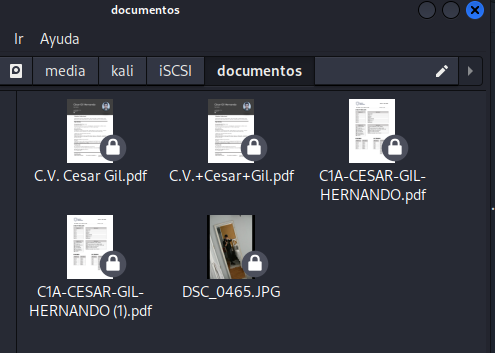 documentos
Ir Ayuda
media kali iSCSI documentos
C.V. Cesar Gil.pdf C.V.+Cesar+Gil.pdf C1A-CESAR-GIL-
HERNANDO.pdf
C1A-CESAR-GIL- DSC_0465.JPG
HERNANDO (1).pdf